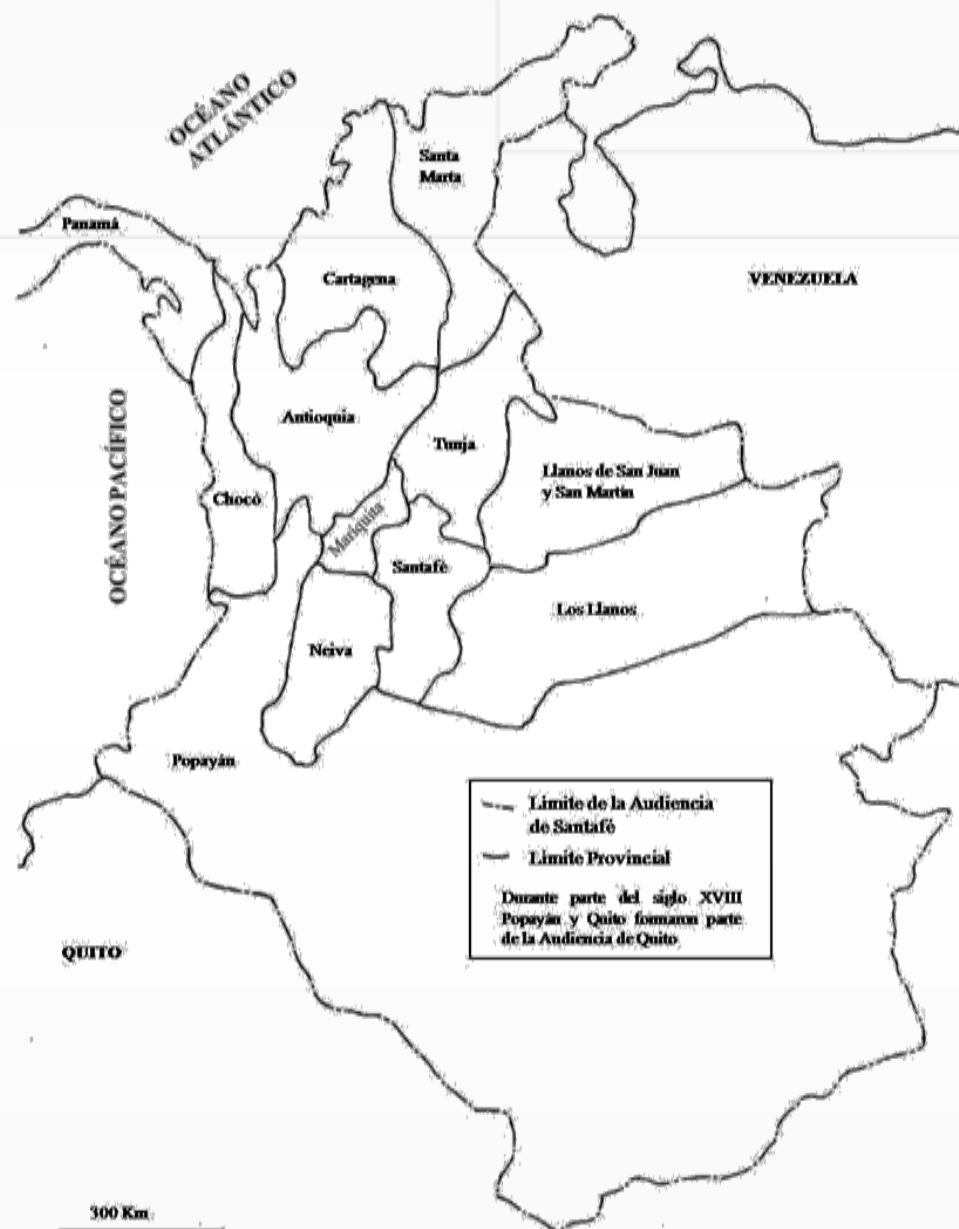 OCÉANO
ATLÁNTICO
Santa
Marta
Panamá
Cartagena
VENEZUELA
OCÉANO PACÍFICO
Antioquia
Tunja
Llanos de San Juan
y San Martín
Chocó
Mariquita
Santafé
Los Llanos
Neiva
Popayán
Límite de la Audiencia
de Santafé
Límite Provincial
Durante parte del siglo XVIII
Popayán y Quito formaron parte
de la Audiencia de Quito
QUITO
300 Km